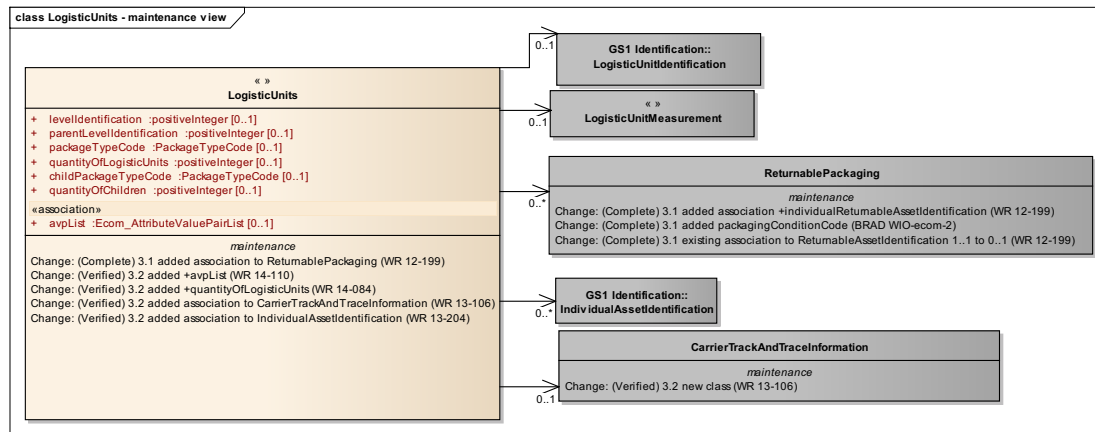 class LogisticUnits - maintenance view
« »
LogisticUnits
+ levelIdentification :positiveInteger [0..1]
+ parentLevelIdentification :positiveInteger [0..1]
+ packageTypeCode :PackageTypeCode [0..1]
+ quantityOfLogisticUnits :positiveInteger [0..1]
+ childPackageTypeCode :PackageTypeCode [0..1]
+ quantityOfChildren :positiveInteger [0..1]
«association»
+ avpList :Ecom_AttributeValuePairList [0..1]
maintenance
Change: (Complete) 3.1 added association to ReturnablePackaging (WR 12-199)
Change: (Verified) 3.2 added +avpList (WR 14-110)
Change: (Verified) 3.2 added +quantityOfLogisticUnits (WR 14-084)
Change: (Verified) 3.2 added association to CarrierTrackAndTraceInformation (WR 13-106)
Change: (Verified) 3.2 added association to IndividualAssetIdentification (WR 13-204)
0..1
GS1 Identification::
LogisticUnitIdentification
0..1
« »
LogisticUnitMeasurement
0..*
ReturnablePackaging
maintenance
Change: (Complete) 3.1 added association +individualReturnableAssetIdentification (WR 12-199)
Change: (Complete) 3.1 added packagingConditionCode (BRAD WIO-ecom-2)
Change: (Complete) 3.1 existing association to ReturnableAssetIdentification 1..1 to 0..1 (WR 12-199)
0..*
GS1 Identification::
IndividualAssetIdentification
0..1
CarrierTrackAndTraceInformation
maintenance
Change: (Verified) 3.2 new class (WR 13-106)